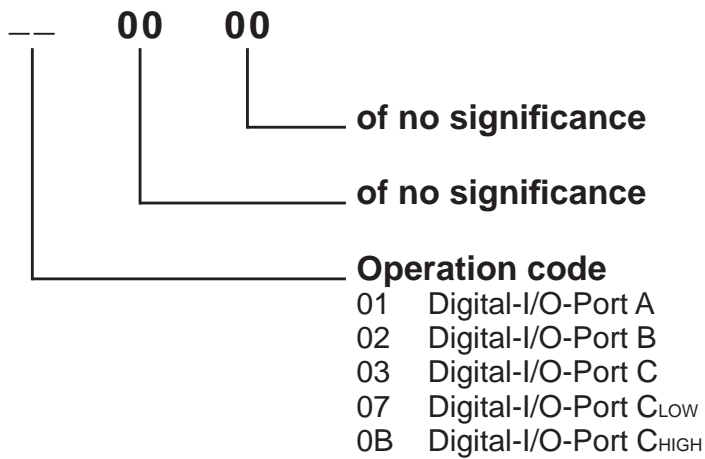 __ 00 00
of no significance
of no significance
Operation code
01 Digital-I/O-Port A
02 Digital-I/O-Port B
03 Digital-I/O-Port C
07 Digital-I/O-Port CLOW
0B Digital-I/O-Port CHIGH